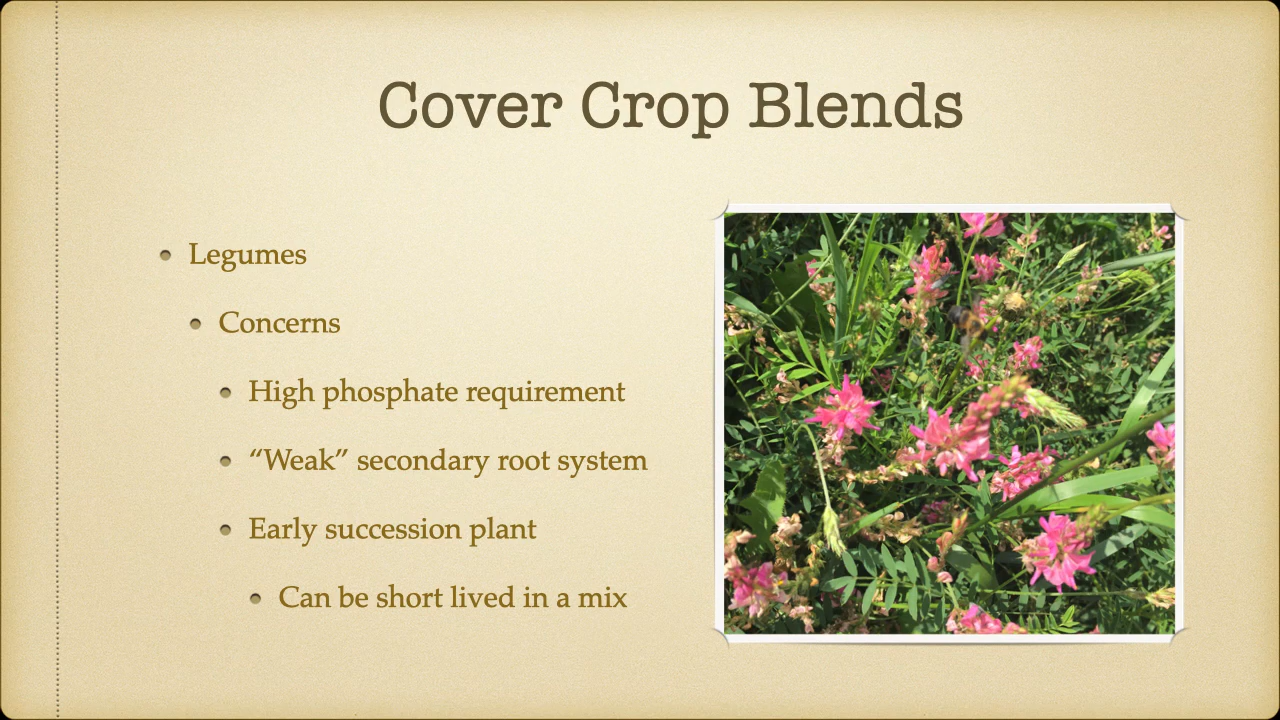 Cover Crop Blends
Legumes
Concerns
High phosphate requirement
“Weak” secondary root system
Early succession plant
Can be short lived in a mix